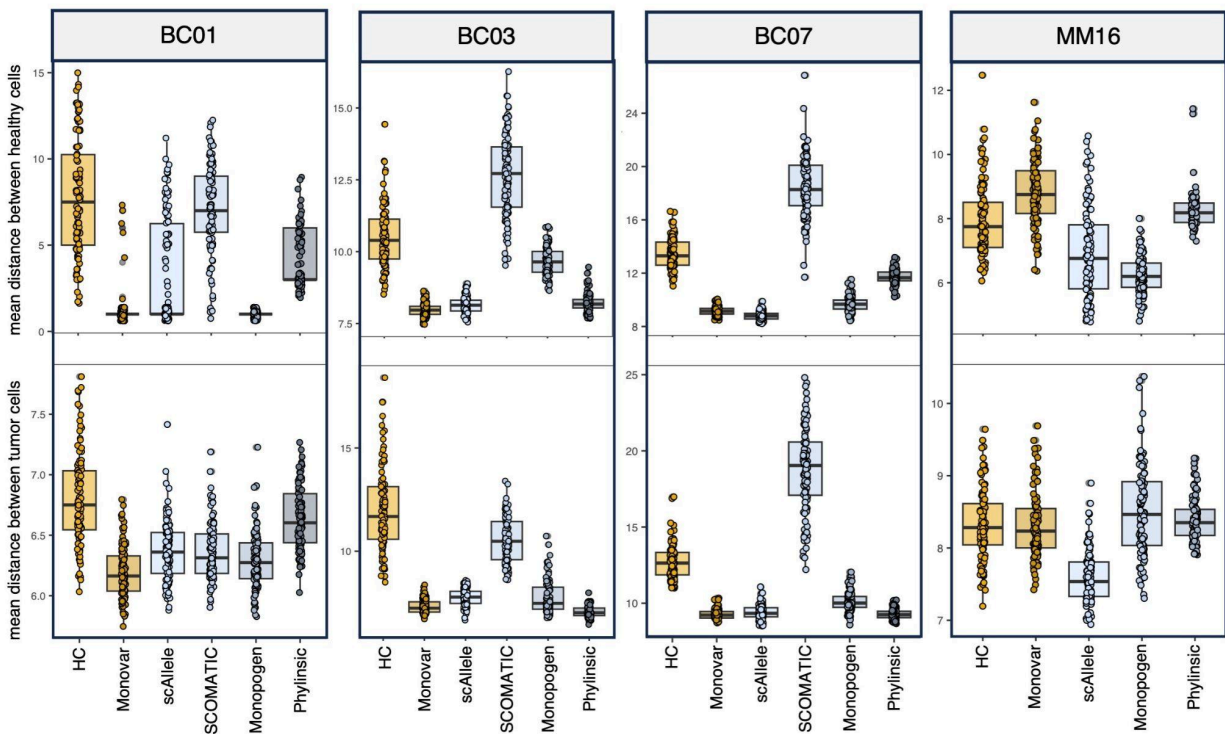 BC01
BC03
BC07
MM16
mean distance between healthy cells
15
10
5
0
15.0
12.5
10.0
7.5
24
20
16
12
8
12
10
8
6
mean distance between tumor cells
7.5
7.0
6.5
6.0
15
10
25
20
15
10
10
9
8
7
HC
Monovar
scAllele
SCOMATIC
Monopogen
Phylinsic
HC
Monovar
scAllele
SCOMATIC
Monopogen
Phylinsic
HC
Monovar
scAllele
SCOMATIC
Monopogen
Phylinsic
HC
Monovar
scAllele
Monopogen
Phylinsic